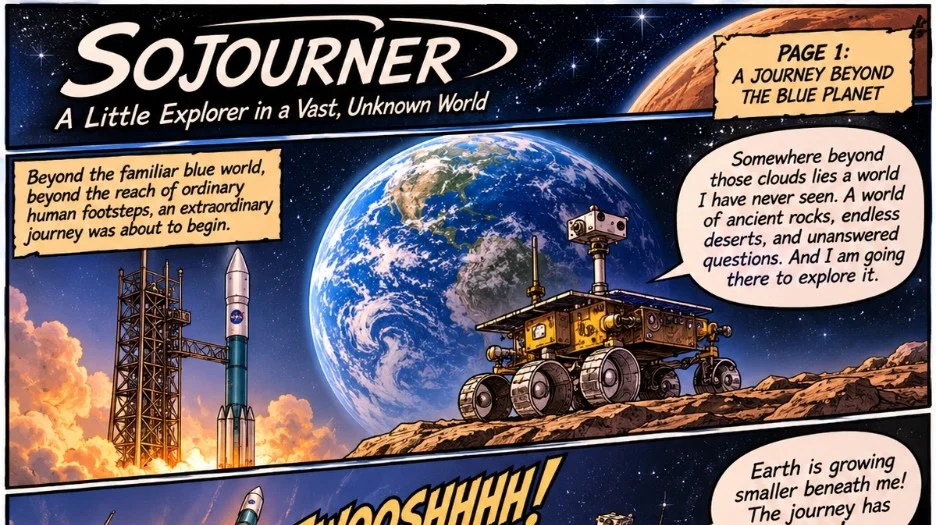 SOJOURNER
A Little Explorer in a Vast, Unknown World
PAGE 1:
A JOURNEY BEYOND
THE BLUE PLANET
Beyond the familiar blue world,
beyond the reach of ordinary
human footsteps, an extraordinary
journey was about to begin.
Somewhere beyond
those clouds lies a world
I have never seen. A world
of ancient rocks, endless
deserts, and unanswered
questions. And I am going
there to explore it.
WHOOSHHHH!
Earth is growing
smaller beneath me!
The journey has